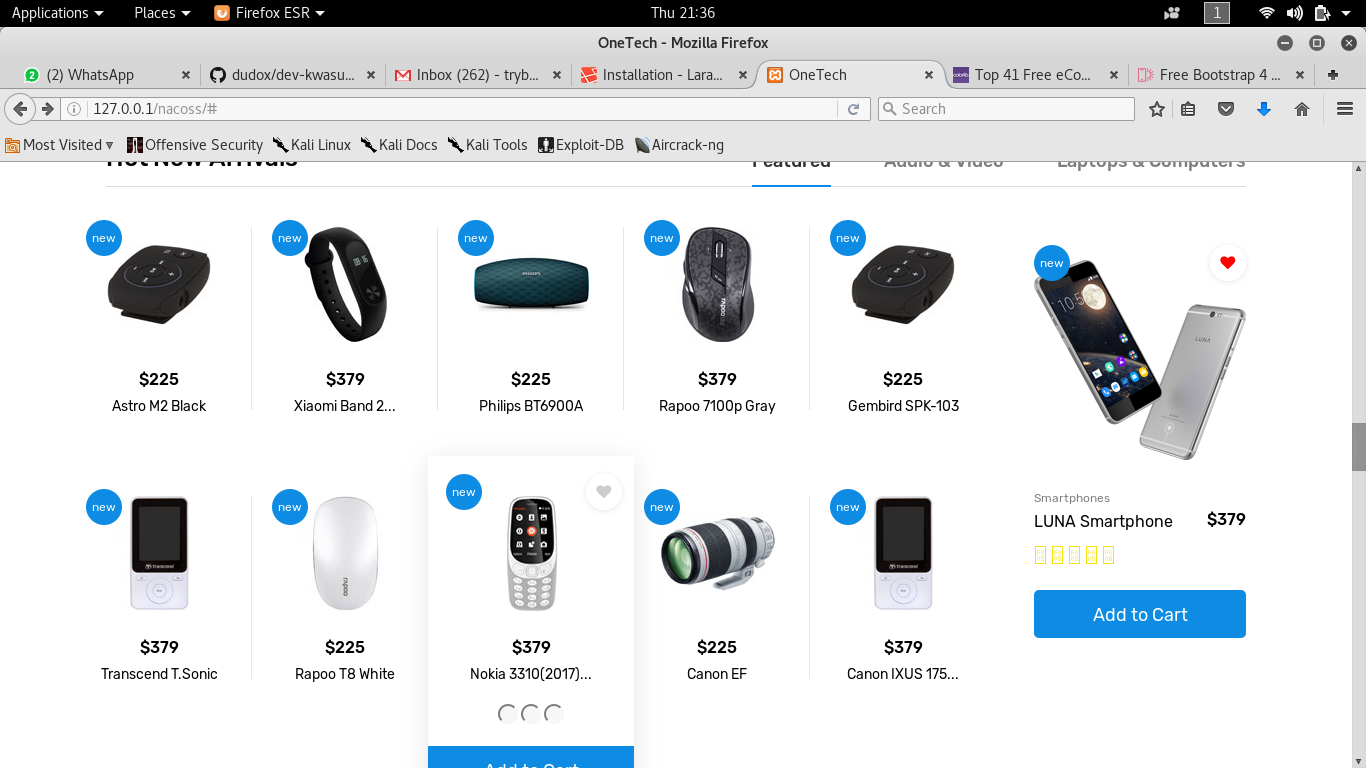 Applications Places Firefox ESR Thu 21:36 1
OneTech - Mozilla Firefox
(2) WhatsApp dudox/dev-kwasu... Inbox (262) - tryb... Installation - Lara... OneTech Top 41 Free eCo... Free Bootstrap 4 ...
127.0.0.1/nacoss/# Search
Most Visited Offensive Security Kali Linux Kali Docs Kali Tools Exploit-DB Aircrack-ng
Hot New Arrivals Featured Audio & Video Laptops & Computers
new new new new new new
PHILIPS
rapoo
LUNA
$225 $379 $225 $379 $225
Astro M2 Black Xiaomi Band 2... Philips BT6900A Rapoo 7100p Gray Gembird SPK-103
new new new new new
Transcend Transcend
rapoo
Smartphones
LUNA Smartphone $379
Add to Cart
$379 $225 $379 $225 $379
Transcend T.Sonic Rapoo T8 White Nokia 3310(2017)... Canon EF Canon IXUS 175...
Add to Cart